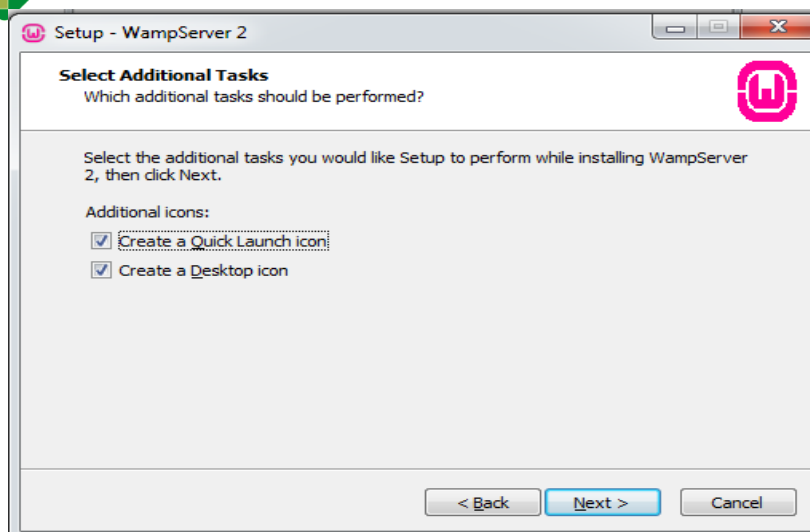 Setup - WampServer 2
Select Additional Tasks
Which additional tasks should be performed?
Select the additional tasks you would like Setup to perform while installing WampServer
2, then click Next.
Additional icons:
Create a Quick Launch icon
Create a Desktop icon
< Back Next > Cancel